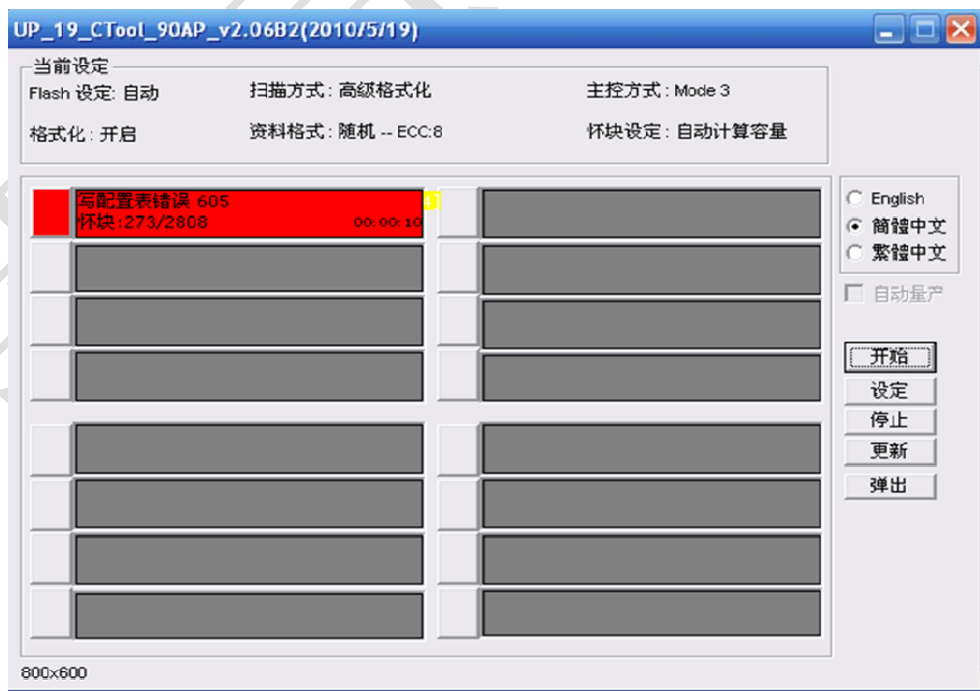 UP_19_CTool_90AP_v2.06B2(2010/5/19)
当前设定
Flash 设定: 自动
扫描方式: 高级格式化
主控方式: Mode 3
格式化: 开启
资料格式: 随机 -- ECC:8
怀块设定: 自动计算容量
写配置表错误 605
怀块:273/2808
00:00:10
English
簡體中文
繁體中文
自动量产
开始
设定
停止
更新
弹出
800x600